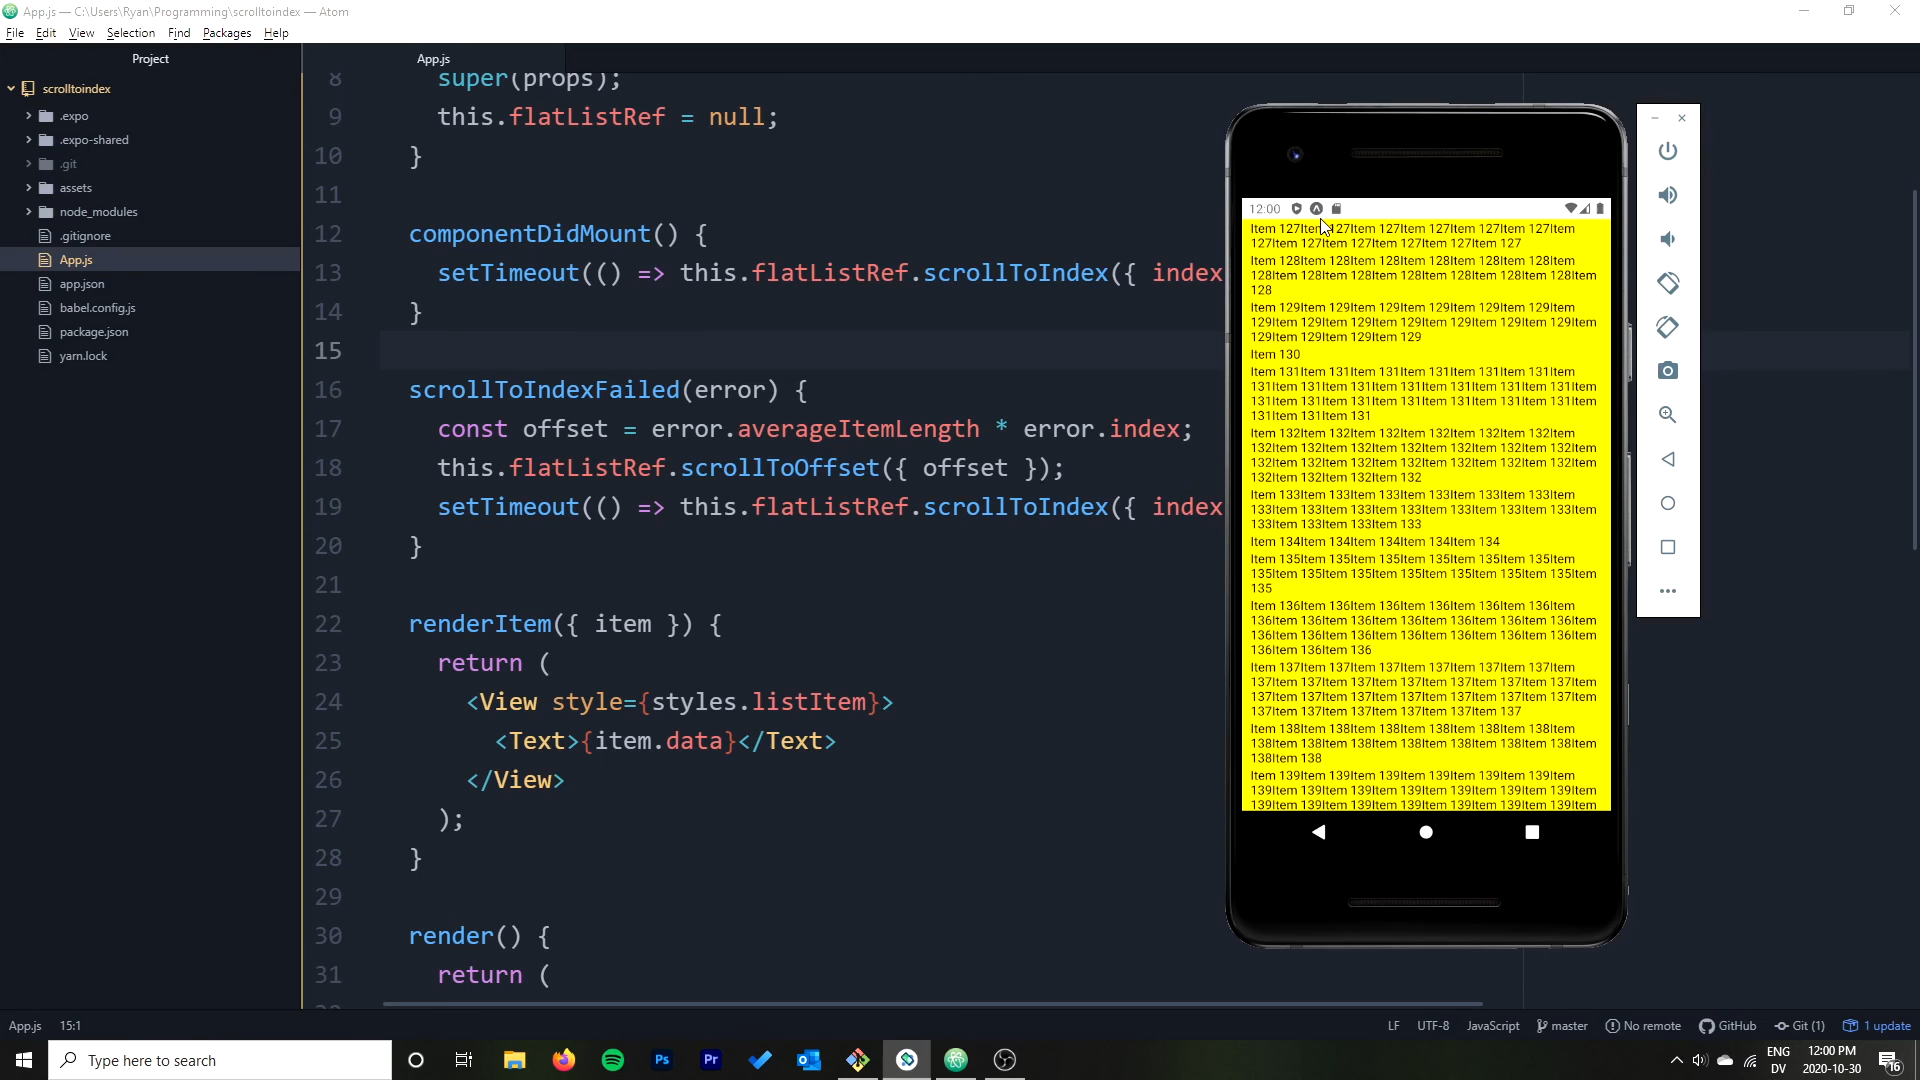 App.js — C:\Users\Ryan\Programming\scrolltoindex — Atom
File Edit View Selection Find Packages Help
Project
scrolltoindex
.expo
.expo-shared
.git
assets
node_modules
.gitignore
App.js
app.json
babel.config.js
package.json
yarn.lock
App.js
8 super(props);
9 this.flatListRef = null;
10 }
11
12 componentDidMount() {
13 setTimeout(() => this.flatListRef.scrollToIndex({ index
14 }
15
16 scrollToIndexFailed(error) {
17 const offset = error.averageItemLength * error.index;
18 this.flatListRef.scrollToOffset({ offset });
19 setTimeout(() => this.flatListRef.scrollToIndex({ index
20 }
21
22 renderItem({ item }) {
23 return (
24 <View style={styles.listItem}>
25 <Text>{item.data}</Text>
26 </View>
27 );
28 }
29
30 render() {
31 return (
12:00
Item 127Item 127Item 127Item 127Item 127Item 127Item
127Item 127Item 127Item 127Item 127Item 127
Item 128Item 128Item 128Item 128Item 128Item 128Item
128Item 128Item 128Item 128Item 128Item 128Item 128Item
128
Item 129Item 129Item 129Item 129Item 129Item 129Item
129Item 129Item 129Item 129Item 129Item 129Item 129Item
129Item 129Item 129Item 129
Item 130
Item 131Item 131Item 131Item 131Item 131Item 131Item
131Item 131Item 131Item 131Item 131Item 131Item 131Item
131Item 131Item 131Item 131Item 131Item 131Item 131Item
131Item 131Item 131
Item 132Item 132Item 132Item 132Item 132Item 132Item
132Item 132Item 132Item 132Item 132Item 132Item 132Item
132Item 132Item 132Item 132Item 132Item 132Item 132Item
132Item 132Item 132Item 132
Item 133Item 133Item 133Item 133Item 133Item 133Item
133Item 133Item 133Item 133Item 133Item 133Item 133Item
133Item 133Item 133Item 133
Item 134Item 134Item 134Item 134Item 134
Item 135Item 135Item 135Item 135Item 135Item 135Item
135Item 135Item 135Item 135Item 135Item 135Item 135Item
135
Item 136Item 136Item 136Item 136Item 136Item 136Item
136Item 136Item 136Item 136Item 136Item 136Item 136Item
136Item 136Item 136Item 136Item 136Item 136Item 136Item
136Item 136Item 136
Item 137Item 137Item 137Item 137Item 137Item 137Item
137Item 137Item 137Item 137Item 137Item 137Item 137Item
137Item 137Item 137Item 137Item 137Item 137Item 137Item
137Item 137Item 137Item 137Item 137Item 137
Item 138Item 138Item 138Item 138Item 138Item 138Item
138Item 138Item 138Item 138Item 138Item 138Item 138Item
138Item 138
Item 139Item 139Item 139Item 139Item 139Item 139Item
139Item 139Item 139Item 139Item 139Item 139Item 139Item
139Item 139Item 139Item 139Item 139Item 139Item 139Item
App.js 15:1 LF UTF-8 JavaScript master No remote GitHub Git (1) 1 update
Type here to search
Ps
Pr
ENG
DV
12:00 PM
2020-10-30
16